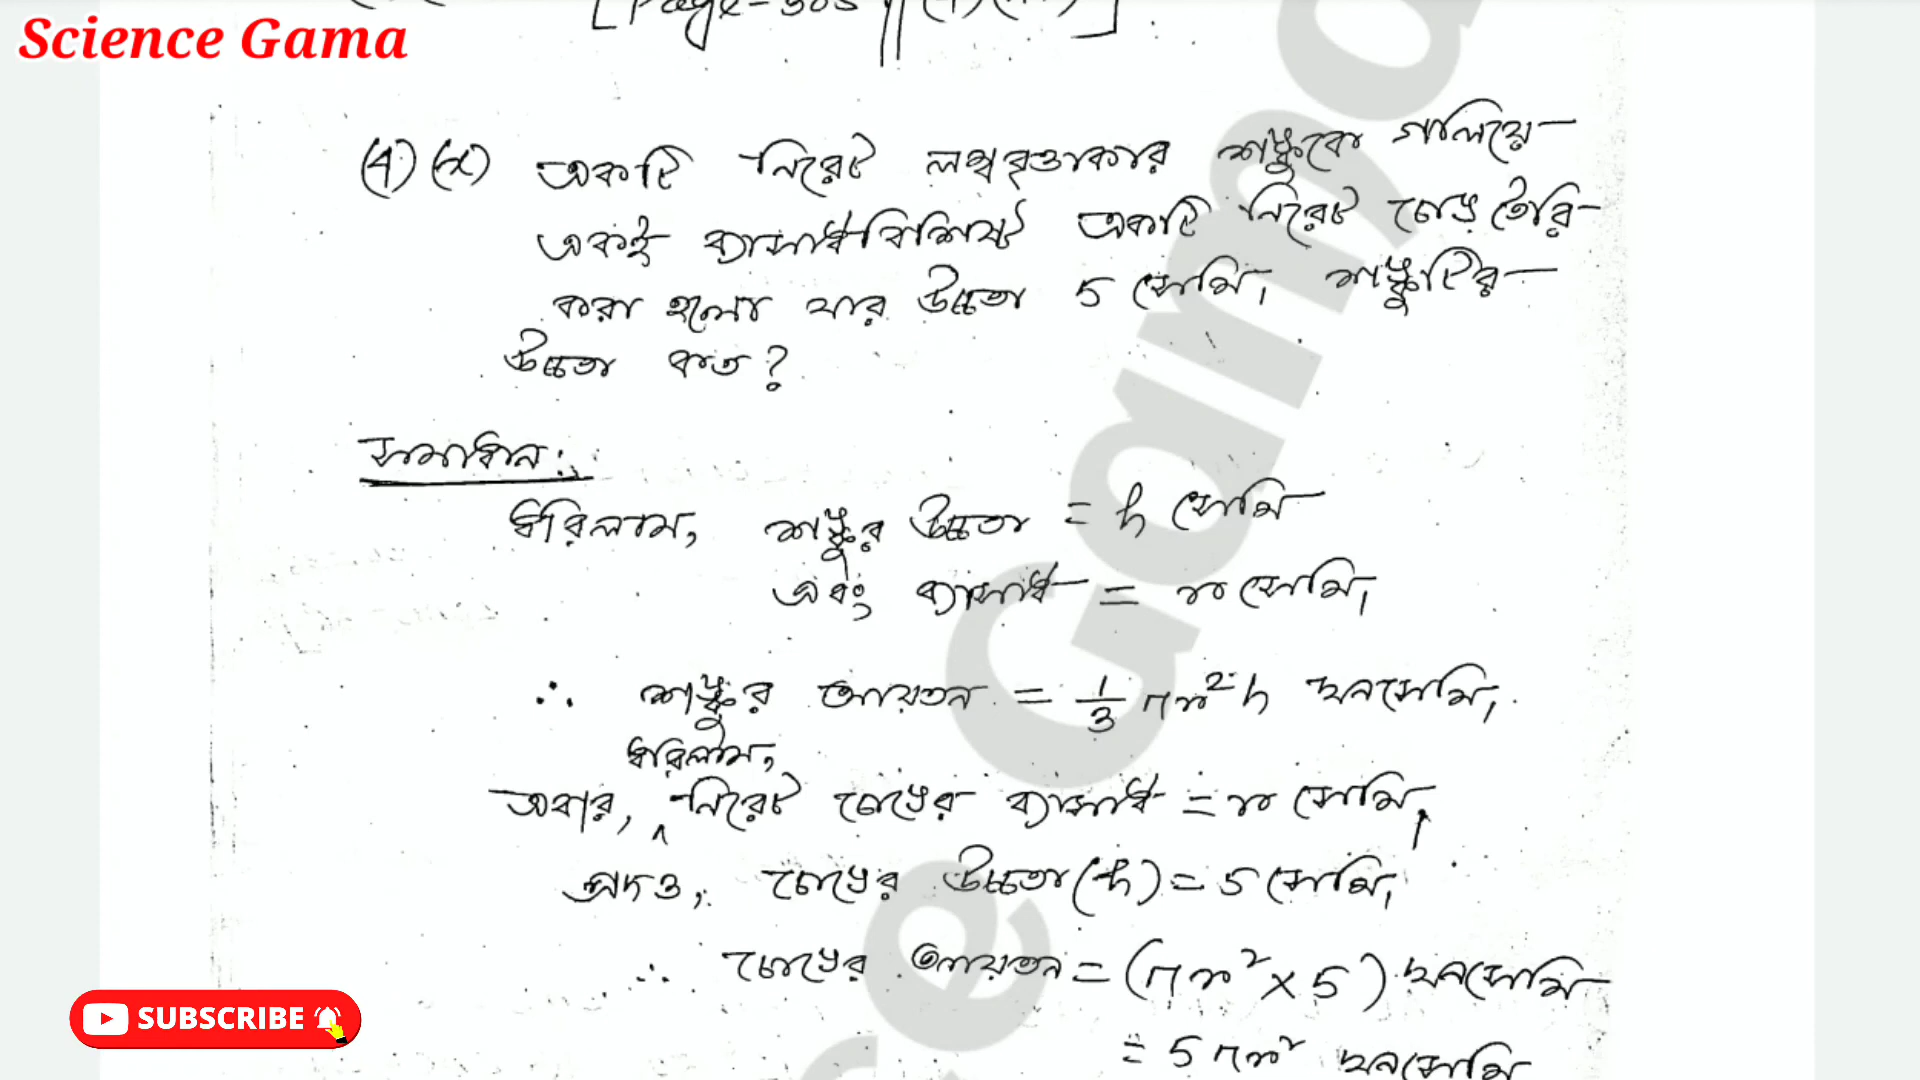 Science Gama
(4) (x) একটি নিরেট লম্ববৃত্তাকার শঙ্কুকে গালিয়ে
একই ব্যাসার্ধবিশিষ্ট একটি নিরেট চোঙ তৈরি
করা হলো যার উচ্চতা 5 সেমি। শঙ্কুটির
উচ্চতা কত?
সমাধান:
ধরিলাম, শঙ্কুর উচ্চতা = h সেমি
এবং ব্যাসার্ধ = r সেমি।
∴ শঙ্কুর আয়তন = 1/3 πr²h ঘনসেমি।
ধরিলাম,
আবার, ^ নিরেট চোঙের ব্যাসার্ধ = r সেমি।
প্রদত্ত, চোঙের উচ্চতা (h) = 5 সেমি।
∴ চোঙের আয়তন = (πr² × 5) ঘনসেমি
SUBSCRIBE
= 5πr² ঘনসেমি